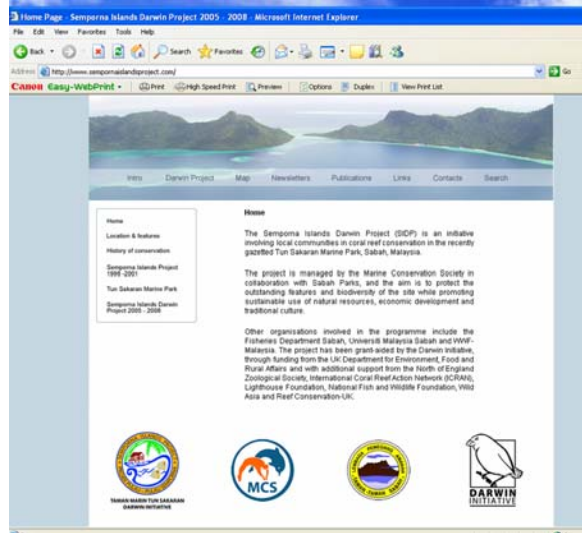 Home Page - Semporna Islands Darwin Project 2005 - 2008 - Microsoft Internet Explorer
File Edit View Favorites Tools Help
Back Search Favorites
Address http://www.sempornaislandsproject.com/ Go
Canon Easy-WebPrint Print High Speed Print Preview Options Duplex View Print List
Intro Darwin Project Map Newsletters Publications Links Contacts Search
Home
Location & features
History of conservation
Semporna Islands Project
1998 -2001
Tun Sakaran Marine Park
Semporna Islands Darwin
Project 2005 - 2008
Home
The Semporna Islands Darwin Project (SIDP) is an initiative
involving local communities in coral reef conservation in the recently
gazetted Tun Sakaran Marine Park, Sabah, Malaysia.
The project is managed by the Marine Conservation Society in
collaboration with Sabah Parks, and the aim is to protect the
outstanding features and biodiversity of the site while promoting
sustainable use of natural resources, economic development and
traditional culture.
Other organisations involved in the programme include the
Fisheries Department Sabah, Universiti Malaysia Sabah and WWF-
Malaysia. The project has been grant-aided by the Darwin Initiative,
through funding from the UK Department for Environment, Food and
Rural Affairs and with additional support from the North of England
Zoological Society, International Coral Reef Action Network (ICRAN),
Lighthouse Foundation, National Fish and Wildlife Foundation, Wild
Asia and Reef Conservation-UK.
MCS
TAMAN MARIN TUN SAKARAN
DARWIN INITIATIVE
DARWIN
INITIATIVE